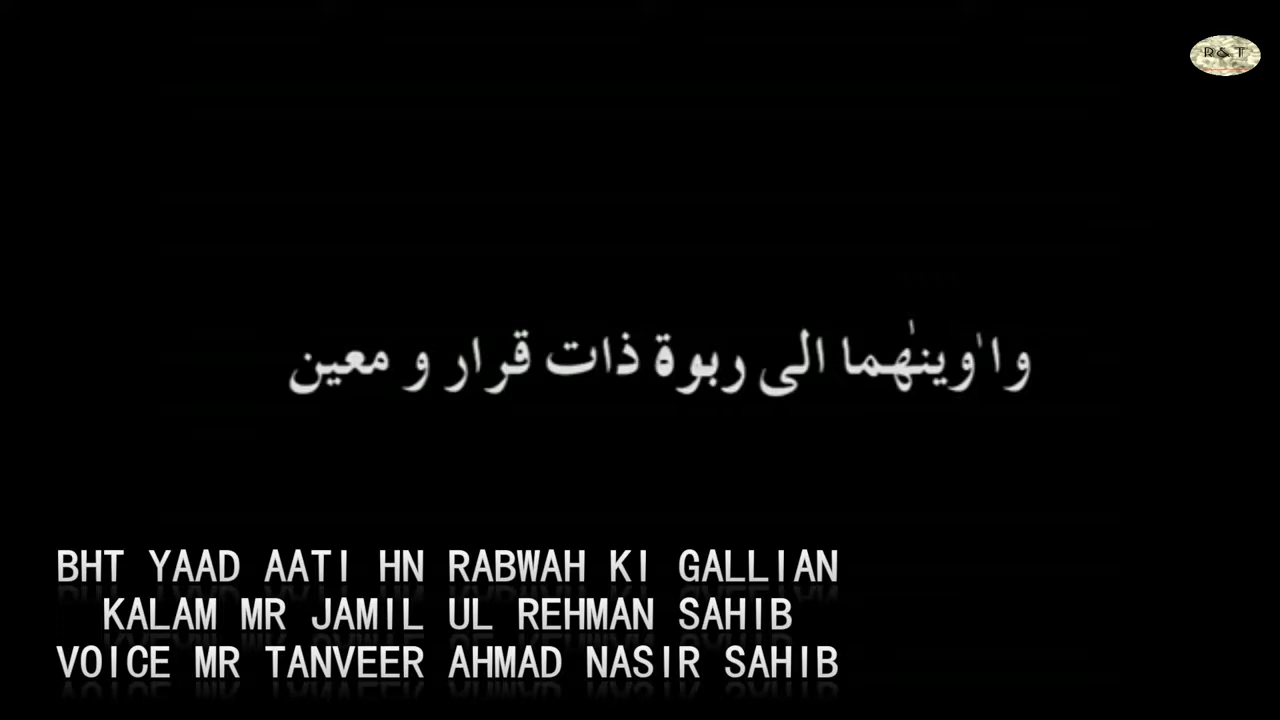 R & T
وا ٰوینٰھما الی ربوة ذات قرار و معین
BHT YAAD AATI HN RABWAH KI GALLIAN
KALAM MR JAMIL UL REHMAN SAHIB
VOICE MR TANVEER AHMAD NASIR SAHIB